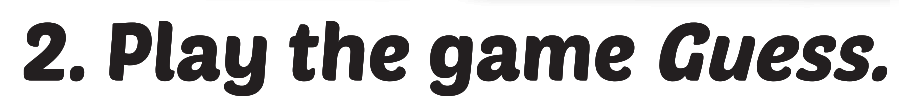 2. Play the game Guess.